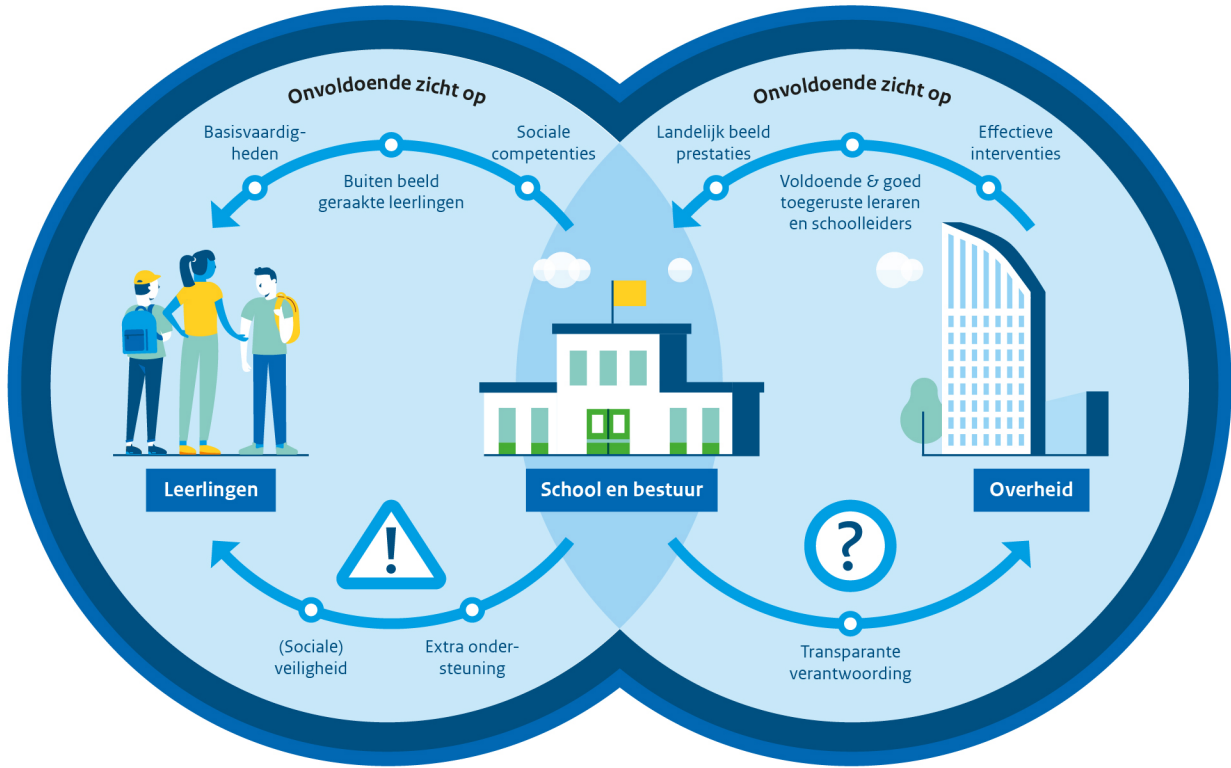 Onvoldoende zicht op
Basisvaardig-
heden
Buiten beeld
geraakte leerlingen
Sociale
competenties
Onvoldoende zicht op
Landelijk beeld
prestaties
Voldoende & goed
toegeruste leraren
en schoolleiders
Effectieve
interventies
Leerlingen
School en bestuur
Overheid
!
?
(Sociale)
veiligheid
Extra onder-
steuning
Transparante
verantwoording